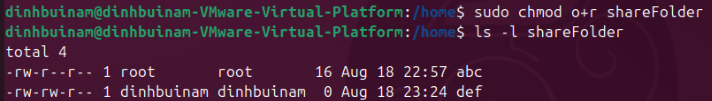 dinhbuinam@dinhbuinam-VMware-Virtual-Platform:/home$ sudo chmod o+r shareFolder
dinhbuinam@dinhbuinam-VMware-Virtual-Platform:/home$ ls -l shareFolder
total 4
-rw-r--r-- 1 root       root       16 Aug 18 22:57 abc
-rw-rw-r-- 1 dinhbuinam dinhbuinam  0 Aug 18 23:24 def